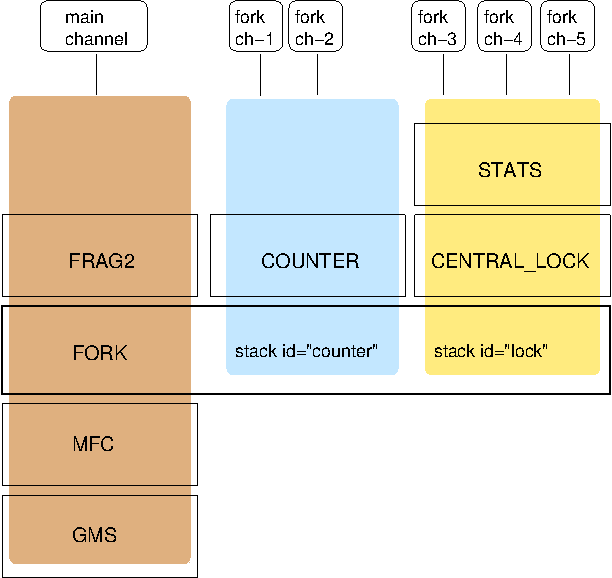 main
channel
fork
ch-1
fork
ch-2
fork
ch-3
fork
ch-4
fork
ch-5
STATS
FRAG2
COUNTER
CENTRAL_LOCK
FORK
stack id="counter"
stack id="lock"
MFC
GMS